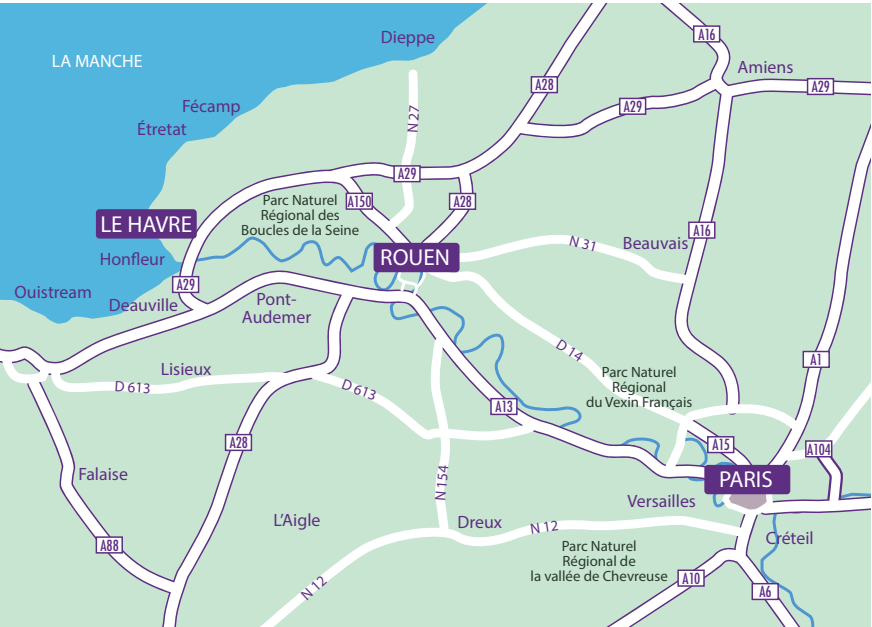 Dieppe
A16
LA MANCHE
Amiens
A28
A29
Fécamp
A29
N 27
Étretat
A29
Parc Naturel
Régional des
Boucles de la Seine
A150
A28
LE HAVRE
A16
N 31
Beauvais
ROUEN
Honfleur
A29
Ouistream
Deauville
Pont-
Audemer
D 14
A1
Lisieux
D 613
D 613
Parc Naturel
Régional
du Vexin Français
A13
A28
A15
A104
Falaise
N 154
PARIS
Versailles
L'Aigle
Dreux
N 12
A88
Créteil
Parc Naturel
Régional de
la vallée de Chevreuse
A10
N 12
A6